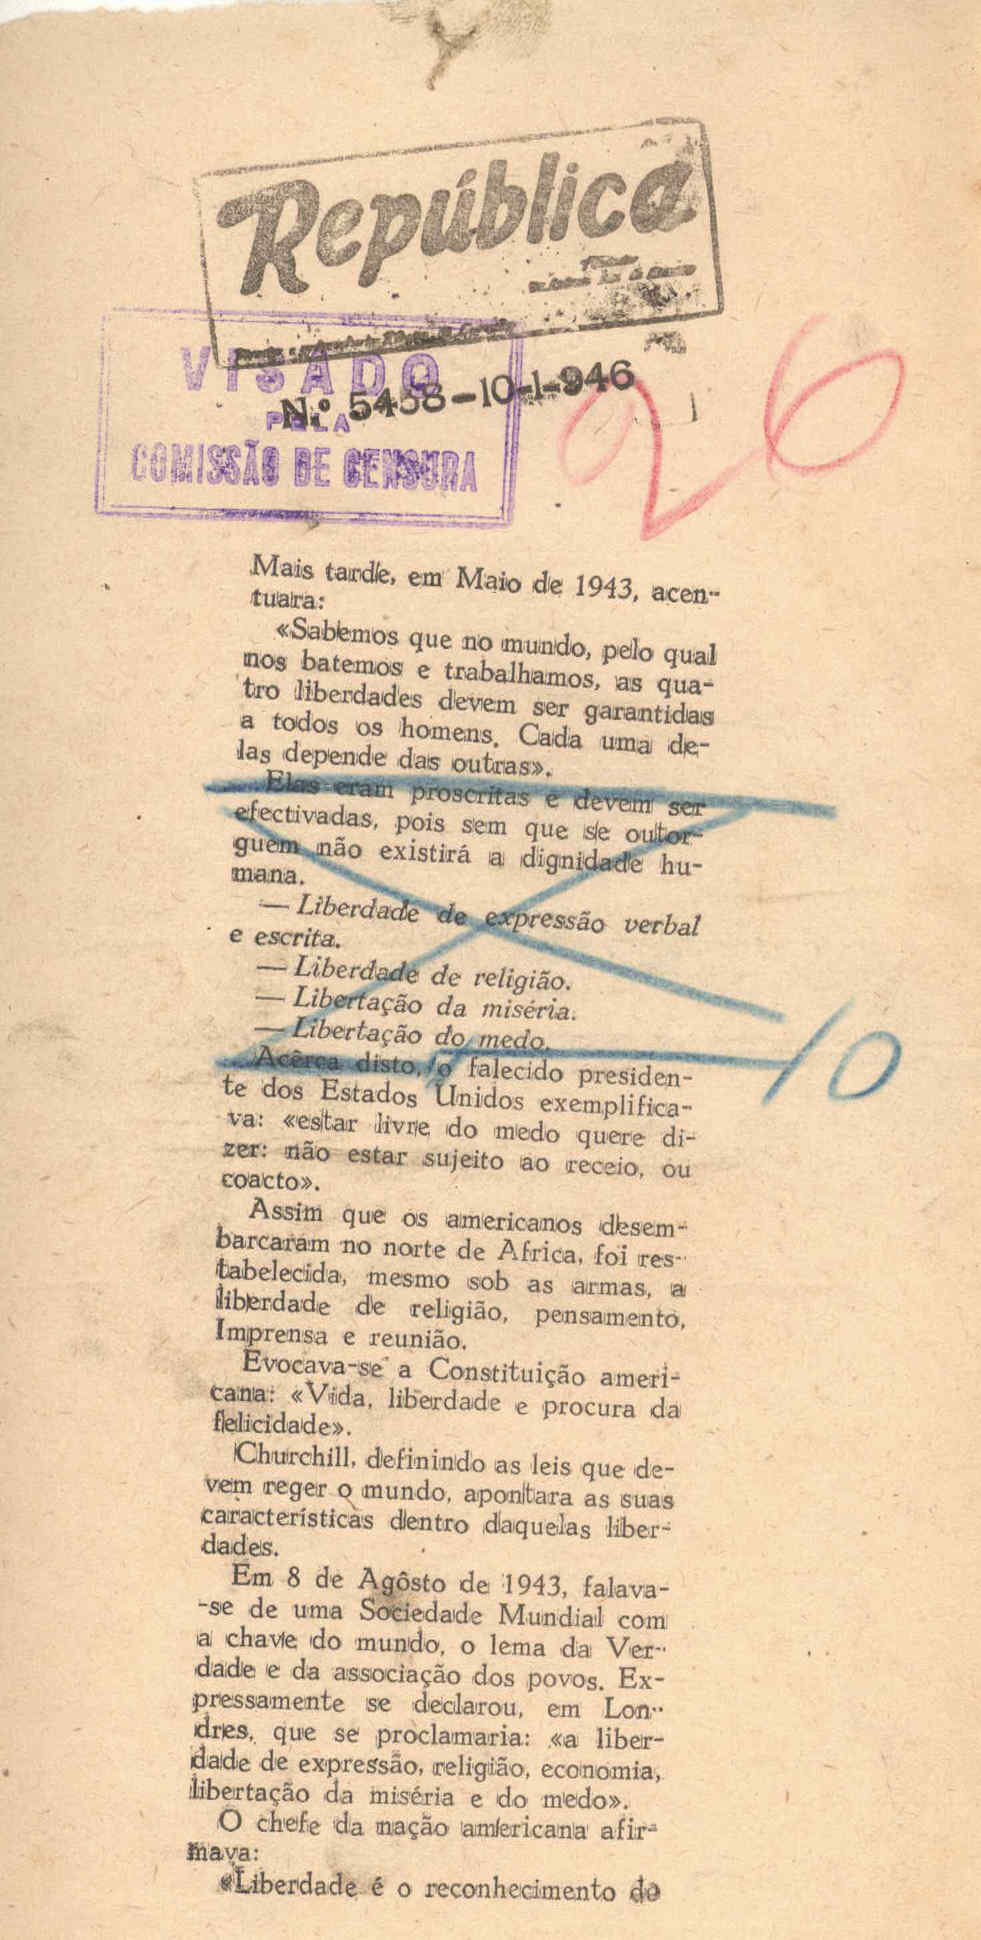 República
VISADO
PELA
COMISSÃO DE CENSURA
N.º 5458-10-1-946
26
Mais tarde, em Maio de 1943, acen-
tuara:
«Sabemos que no mundo, pelo qual
nos batemos e trabalhamos, as qua-
tro liberdades devem ser garantidas
a todos os homens. Cada uma de-
las depende das outras».
Elas eram proscritas e devem ser
efectivadas, pois sem que se outor-
guem não existirá a dignidade hu-
mana.
— Liberdade de expressão verbal
e escrita.
— Liberdade de religião.
— Libertação da miséria.
— Libertação do medo.
Acêrca disto, o falecido presiden-
te dos Estados Unidos exemplifica-
va: «estar livre do medo quere di-
zer: não estar sujeito ao receio, ou
coacto».
10
Assim que os americanos desem-
barcaram no norte de Africa, foi res-
tabelecida, mesmo sob as armas, a
liberdade de religião, pensamento,
Imprensa e reunião.
Evocava-se a Constituição ameri-
cana: «Vida, liberdade e procura da
felicidade».
Churchill, definindo as leis que de-
vem reger o mundo, apontara as suas
características dentro daquelas liber-
dades.
Em 8 de Agôsto de 1943, falava-
-se de uma Sociedade Mundial com
a chave do mundo, o lema da Ver-
dade e da associação dos povos. Ex-
pressamente se declarou, em Lon-
dres, que se proclamaria: «a liber-
dade de expressão, religião, economia,
libertação da miséria e do medo».
O chefe da nação americana afir-
mava:
«Liberdade é o reconhecimento do